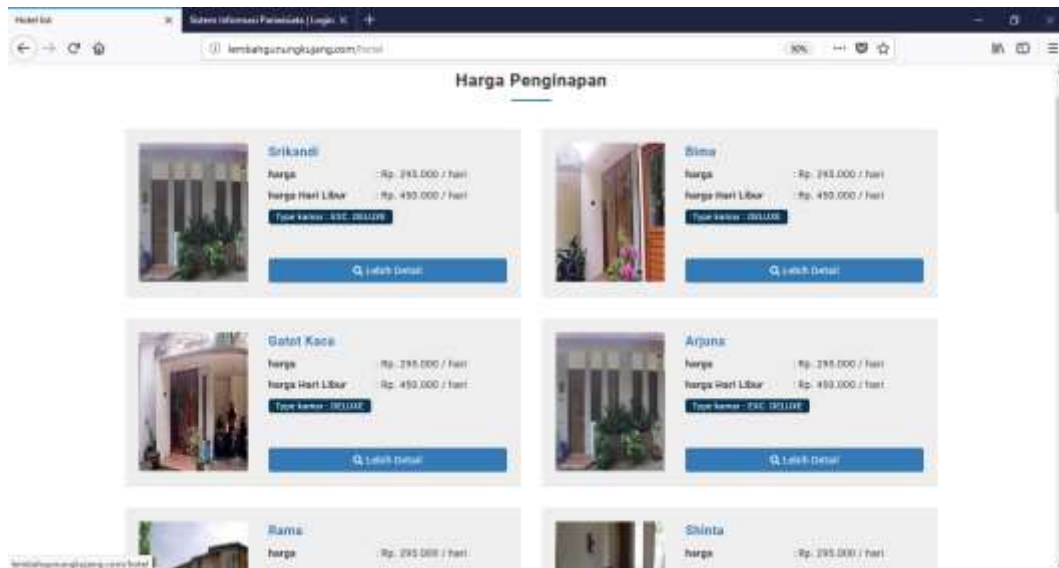 Hotel list
Sistem Informasi Pariwisata | Login
lembahgunungkujang.com/hotel
90%
Harga Penginapan
Srikandi
harga : Rp. 295.000 / hari
harga Hari Libur : Rp. 450.000 / hari
Type kamar : EXC. DELUXE
Lebih Detail
Bima
harga : Rp. 295.000 / hari
harga Hari Libur : Rp. 450.000 / hari
Type kamar : DELUXE
Lebih Detail
Gatot Kaca
harga : Rp. 295.000 / hari
harga Hari Libur : Rp. 450.000 / hari
Type kamar : DELUXE
Lebih Detail
Arjuna
harga : Rp. 295.000 / hari
harga Hari Libur : Rp. 450.000 / hari
Type kamar : EXC. DELUXE
Lebih Detail
Rama
harga : Rp. 295.000 / hari
Shinta
harga : Rp. 295.000 / hari
lembahgunungkujang.com/hotel